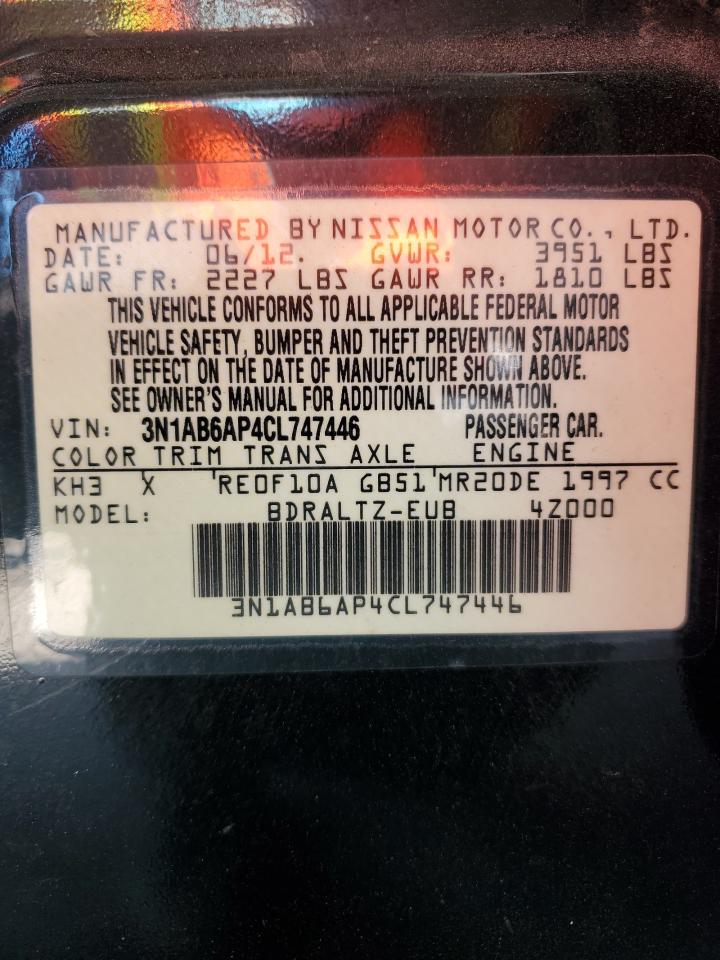 MANUFACTURED BY NISSAN MOTOR CO., LTD.
DATE: 06/12. GVWR: 3951 LBS
GAWR FR: 2227 LBS GAWR RR: 1810 LBS
THIS VEHICLE CONFORMS TO ALL APPLICABLE FEDERAL MOTOR
VEHICLE SAFETY, BUMPER AND THEFT PREVENTION STANDARDS
IN EFFECT ON THE DATE OF MANUFACTURE SHOWN ABOVE.
SEE OWNER'S MANUAL FOR ADDITIONAL INFORMATION.
VIN: 3N1AB6AP4CL747446 PASSENGER CAR.
COLOR TRIM TRANS AXLE ENGINE
KH3 X RE0F10A GB51 MR20DE 1997 CC
MODEL: BDRALTZ-EUB 4Z000
3N1AB6AP4CL747446